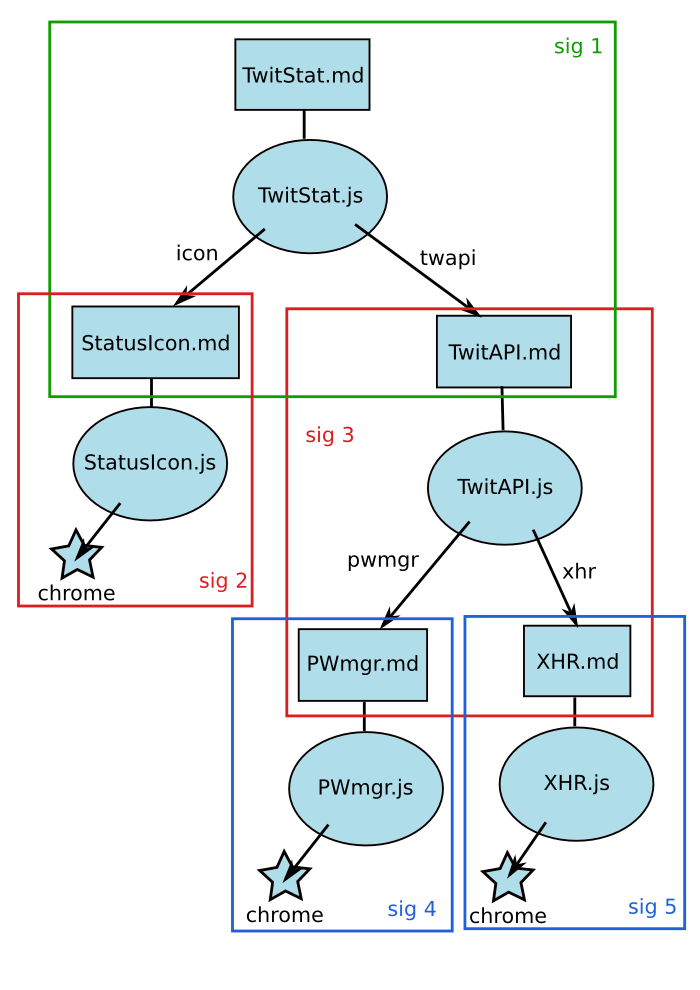 sig 1
TwitStat.md
TwitStat.js
icon
twapi
StatusIcon.md
TwitAPI.md
sig 3
StatusIcon.js
TwitAPI.js
pwmgr
xhr
sig 2
chrome
PWmgr.md
XHR.md
PWmgr.js
XHR.js
chrome
sig 4
chrome
sig 5